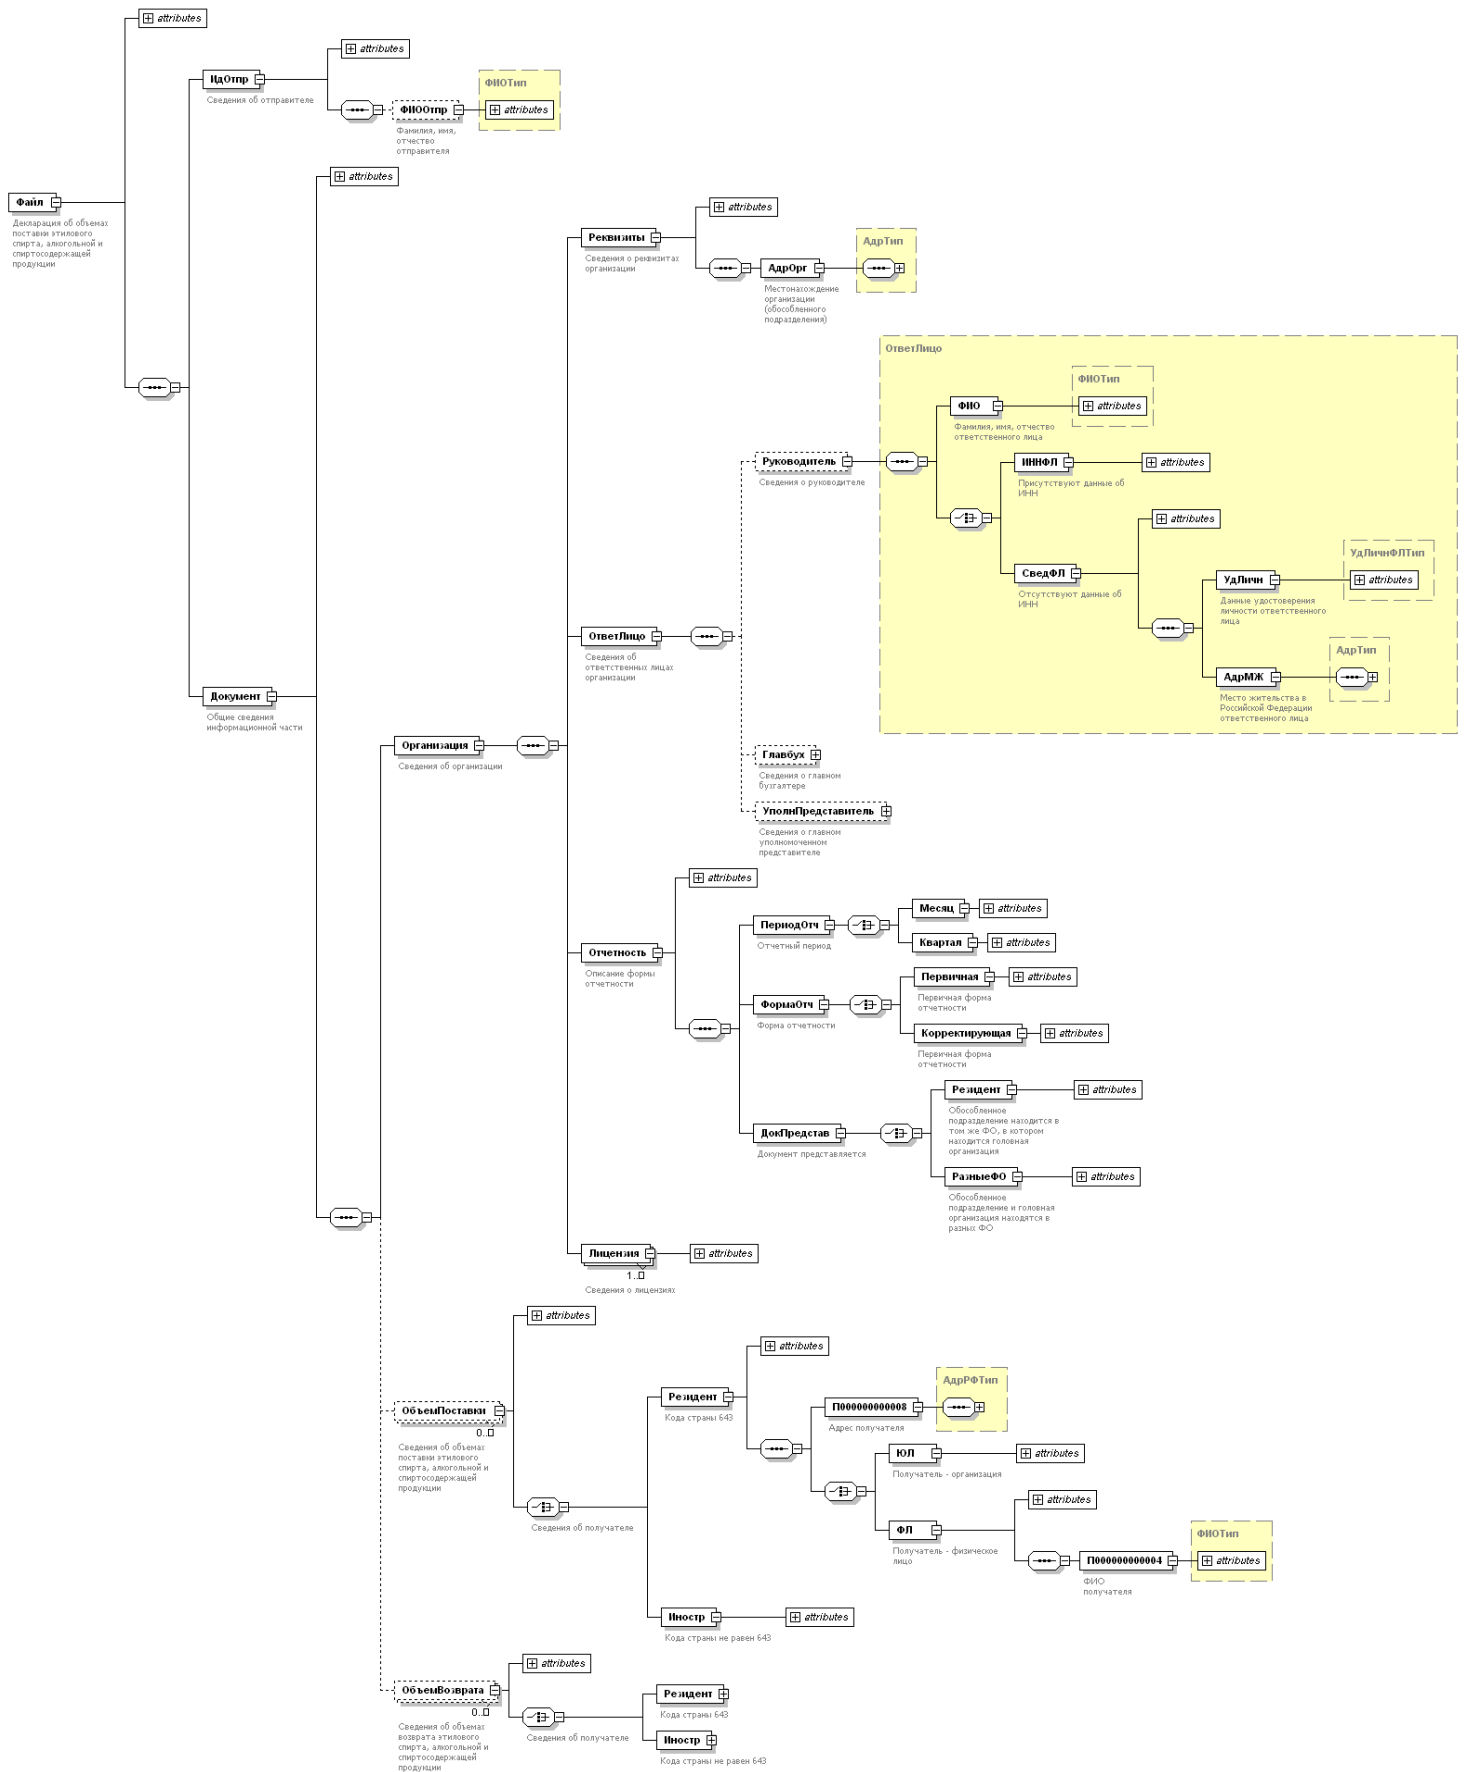 attributes
attributes
ИдОтпр
Сведения об отправителе
ФИОТип
ФИООтпр
attributes
Фамилия, имя,
отчество
отправителя
attributes
Файл
Декларация об объемах
поставки этилового
спирта, алкогольной и
спиртосодержащей
продукции
attributes
Реквизиты
Сведения о реквизитах
организации
АдрТип
АдрОрг
Местонахождение
организации
(обособленного
подразделения)
ОтветЛицо
ФИОТип
ФИО
attributes
Фамилия, имя, отчество
ответственного лица
Руководитель
Сведения о руководителе
ИННФЛ
attributes
Присутствуют данные об
ИНН
attributes
СведФЛ
Отсутствуют данные об
ИНН
УдЛичнФЛТип
УдЛичн
attributes
Данные удостоверения
личности ответственного
лица
АдрТип
АдрМЖ
Место жительства в
Российской Федерации
ответственного лица
ОтветЛицо
Сведения об
ответственных лицах
организации
Документ
Общие сведения
информационной части
Организация
Сведения об организации
Главбух
Сведения о главном
бухгалтере
УполнПредставитель
Сведения о главном
уполномоченном
представителе
attributes
Отчетность
Описание формы
отчетности
ПериодОтч
Отчетный период
Месяц
attributes
Квартал
attributes
ФормаОтч
Форма отчетности
Первичная
attributes
Первичная форма
отчетности
Корректирующая
attributes
Первичная форма
отчетности
ДокПредстав
Документ представляется
Резидент
attributes
Обособленное
подразделение находится в
том же ФО, в котором
находится головная
организация
РазныеФО
attributes
Обособленное
подразделение и головная
организация находятся в
разных ФО
Лицензия
attributes
1..
Сведения о лицензиях
attributes
ОбъемПоставки
0..
Сведения об объемах
поставки этилового
спирта, алкогольной и
спиртосодержащей
продукции
Сведения об получателе
attributes
Резидент
Кода страны 643
АдрРФТип
П000000000008
Адрес получателя
ЮЛ
attributes
Получатель - организация
attributes
ФЛ
Получатель - физическое
лицо
ФИОТип
П000000000004
attributes
ФИО
получателя
Иностр
attributes
Кода страны не равен 643
attributes
ОбъемВозврата
0..
Сведения об объемах
возврата этилового
спирта, алкогольной и
спиртосодержащей
продукции
Сведения об получателе
Резидент
Кода страны 643
Иностр
Кода страны не равен 643